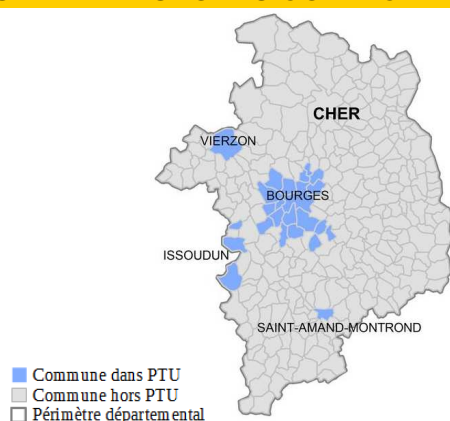 CHER
VIERZON
BOURGES
ISSOUDUN
SAINT-AMAND-MONTROND
Commune dans PTU
Commune hors PTU
Périmètre départemental